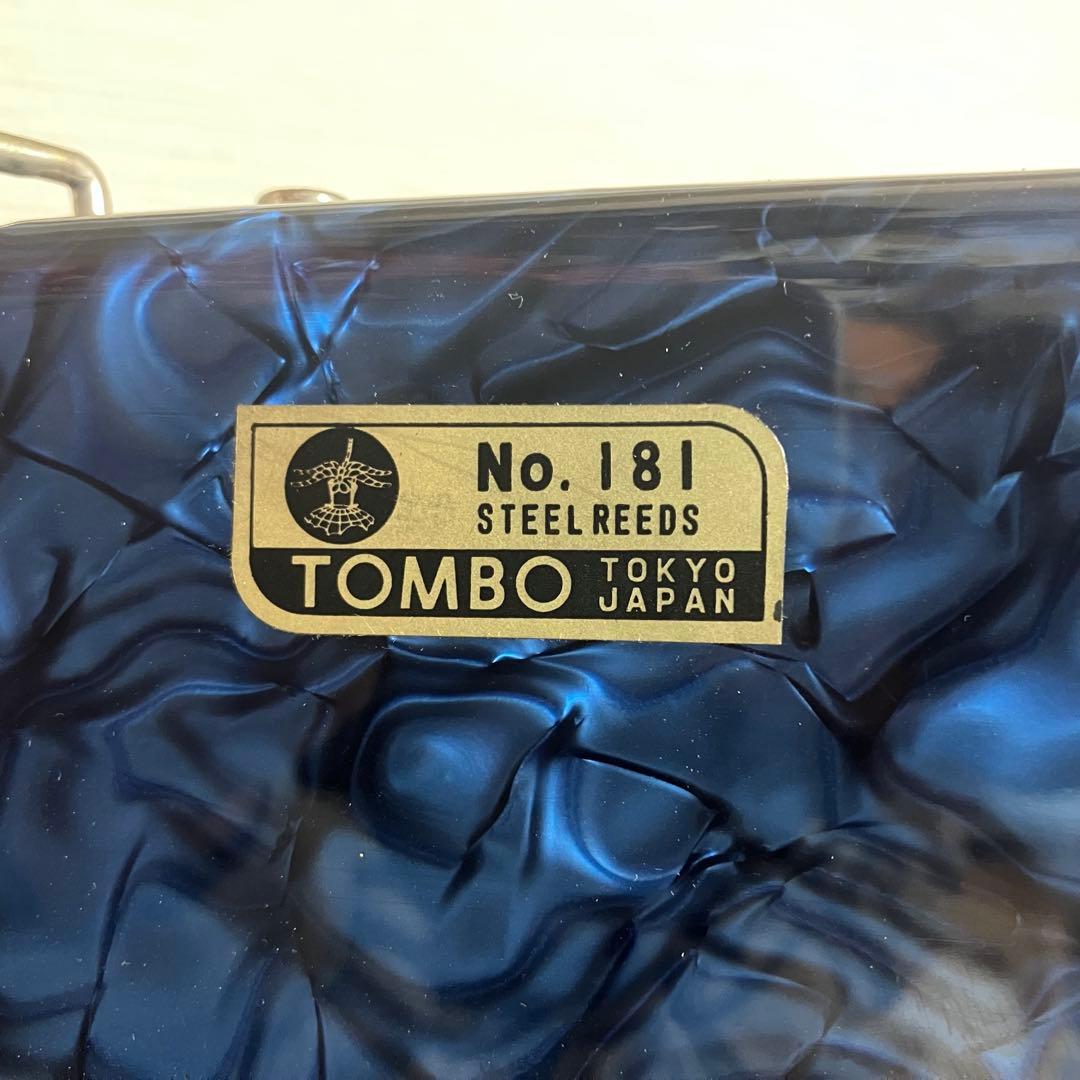 No. 181
STEEL REEDS
TOMBO TOKYO
JAPAN